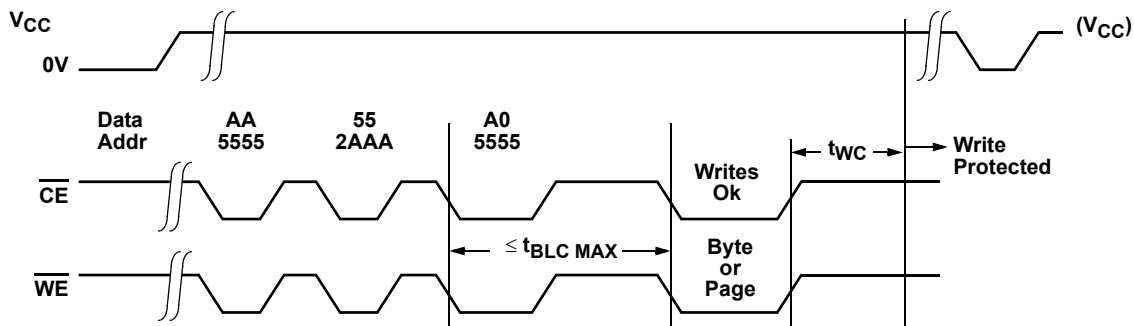 VCC
0V
(VCC)
Data
Addr
AA
5555
55
2AAA
A0
5555
tWC
Write
Protected
CE
Writes
Ok
≤ tBLC MAX
Byte
or
Page
WE